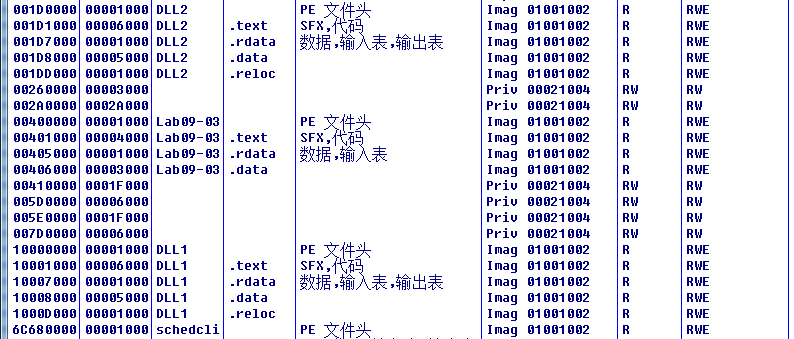 001D0000 00001000 DLL2 PE 文件头 Imag 01001002 R RWE
001D1000 00006000 DLL2 .text SFX,代码 Imag 01001002 R RWE
001D7000 00001000 DLL2 .rdata 数据,输入表,输出表 Imag 01001002 R RWE
001D8000 00005000 DLL2 .data Imag 01001002 R RWE
001DD000 00001000 DLL2 .reloc Imag 01001002 R RWE
00260000 00003000 Priv 00021004 RW RW
002A0000 0002A000 Priv 00021004 RW RW
00400000 00001000 Lab09-03 PE 文件头 Imag 01001002 R RWE
00401000 00004000 Lab09-03 .text SFX,代码 Imag 01001002 R RWE
00405000 00001000 Lab09-03 .rdata 数据,输入表 Imag 01001002 R RWE
00406000 00003000 Lab09-03 .data Imag 01001002 R RWE
00410000 0001F000 Priv 00021004 RW RW
005D0000 00006000 Priv 00021004 RW RW
005E0000 0001F000 Priv 00021004 RW RW
007D0000 00006000 Priv 00021004 RW RW
10000000 00001000 DLL1 PE 文件头 Imag 01001002 R RWE
10001000 00006000 DLL1 .text SFX,代码 Imag 01001002 R RWE
10007000 00001000 DLL1 .rdata 数据,输入表,输出表 Imag 01001002 R RWE
10008000 00005000 DLL1 .data Imag 01001002 R RWE
1000D000 00001000 DLL1 .reloc Imag 01001002 R RWE
6C680000 00001000 schedcli PE 文件头 Imag 01001002 R RWE